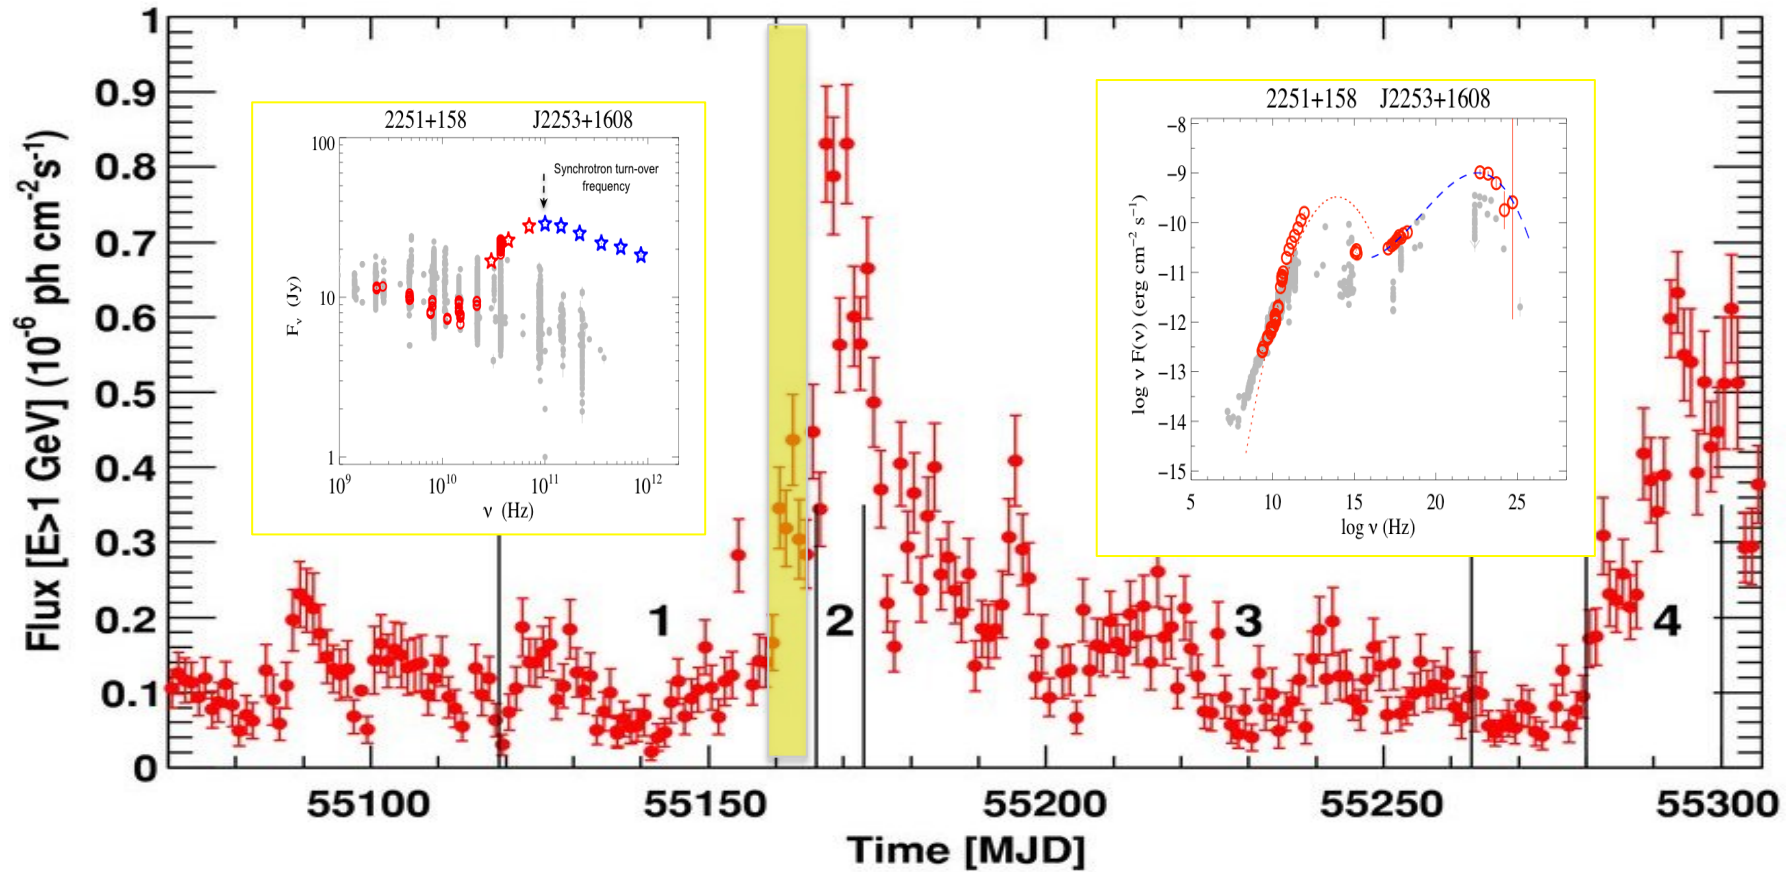 Flux [E>1 GeV] (10⁻⁶ ph cm⁻²s⁻¹)
1
0.9
0.8
0.7
0.6
0.5
0.4
0.3
0.2
0.1
0
2251+158 J2253+1608
Synchrotron turn-over
frequency
F_ν (Jy)
100
10
1
10⁹ 10¹⁰ 10¹¹ 10¹²
ν (Hz)
2251+158 J2253+1608
log ν F(ν) (erg cm⁻² s⁻¹)
−8
−9
−10
−11
−12
−13
−14
−15
5 10 15 20 25
log ν (Hz)
1 2 3 4
55100 55150 55200 55250 55300
Time [MJD]